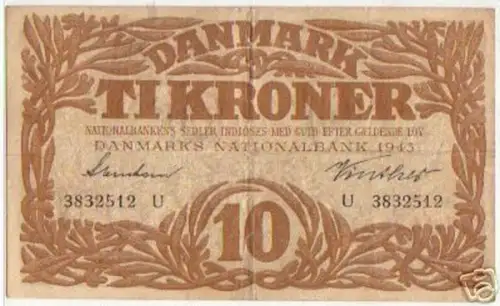 DANMARK
TI KRONER
NATIONALBANKENS SEDLER INDLØSES MED GULD EFTER GÆLDENDE LOV
DANMARKS NATIONALBANK 1943
3832512 U
U 3832512
10